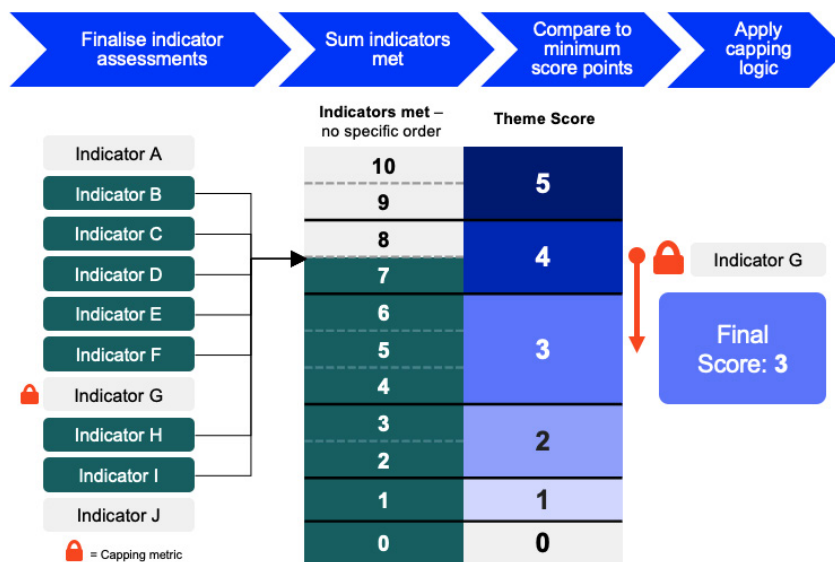 Finalise indicator
assessments
Sum indicators
met
Compare to
minimum
score points
Apply
capping
logic
Indicators met –
no specific order
Theme Score
Indicator A
Indicator B
Indicator C
Indicator D
Indicator E
Indicator F
Indicator G
Indicator H
Indicator I
Indicator J
= Capping metric
10
9
8
7
6
5
4
3
2
1
0
5
4
3
2
1
0
Indicator G
Final
Score: 3